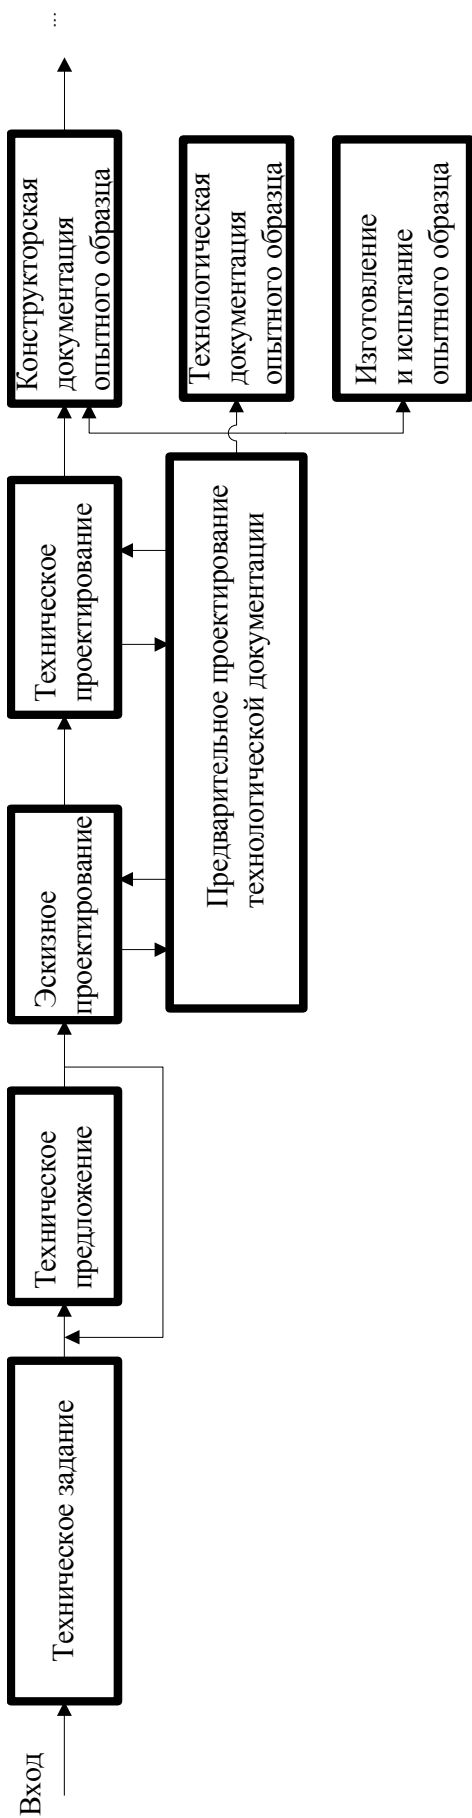 Вход
Техническое задание
Техническое
предложение
Эскизное
проектирование
Техническое
проектирование
Предварительное проектирование
технологической документации
Конструкторская
документация
опытного образца
...
Технологическая
документация
опытного образца
Изготовление
и испытание
опытного образца